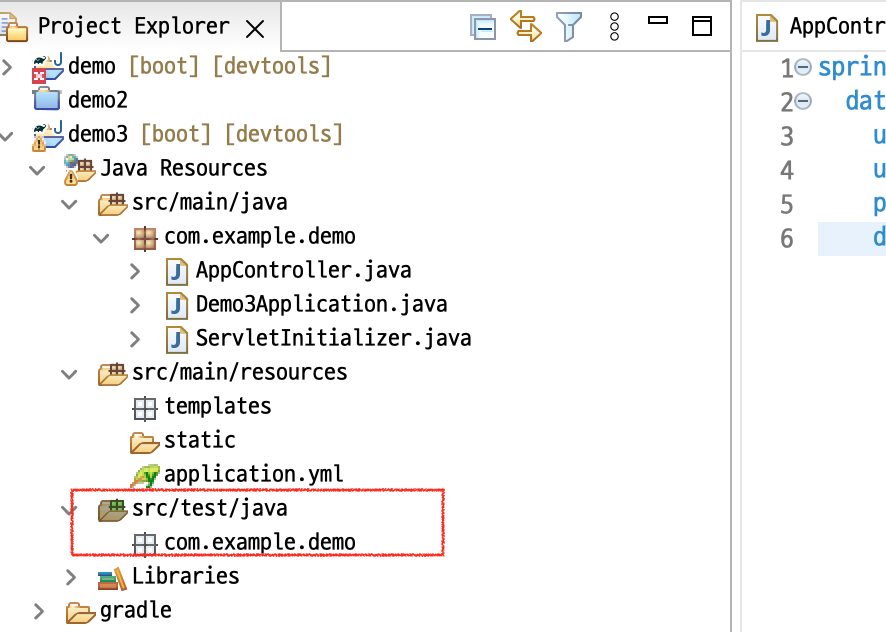 Project Explorer
demo [boot] [devtools]
demo2
demo3 [boot] [devtools]
Java Resources
src/main/java
com.example.demo
AppController.java
Demo3Application.java
ServletInitializer.java
src/main/resources
templates
static
application.yml
src/test/java
com.example.demo
Libraries
gradle
AppContr
1 sprin
2 dat
3 u
4 u
5 p
6 d